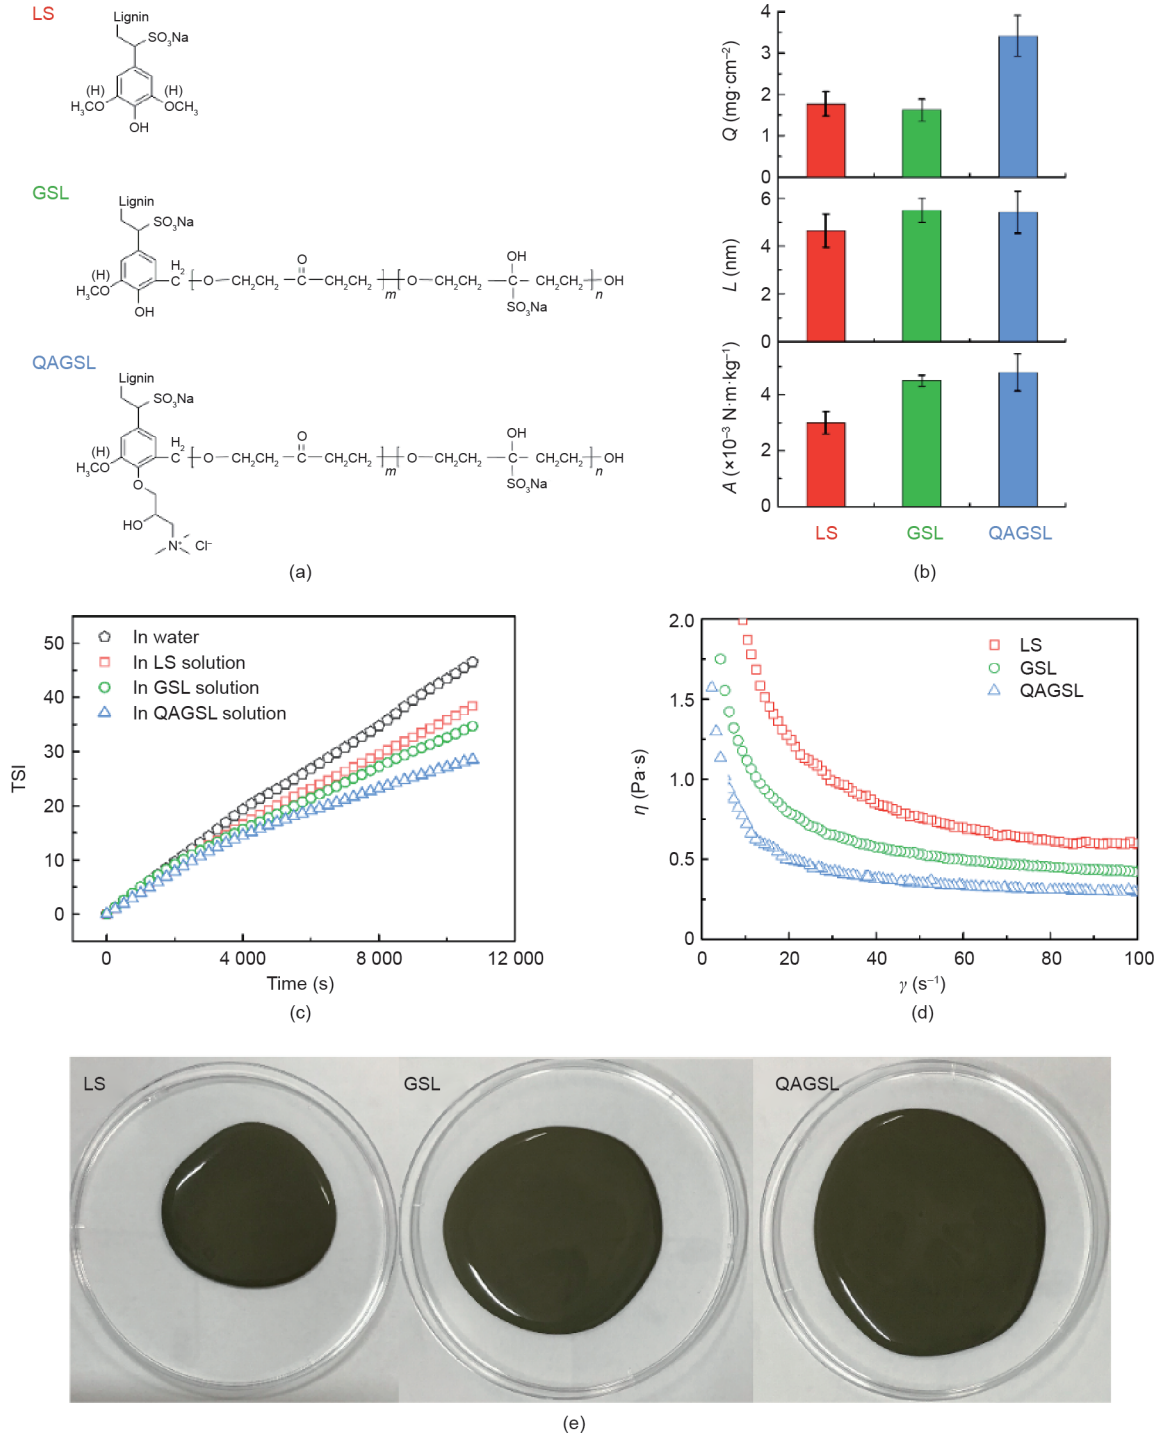 LS
Lignin
SO3Na
(H)
(H)
H3CO
OCH3
OH
GSL
Lignin
SO3Na
(H)
H3CO
OH
H2
C
O
CH2CH2
O
C
CH2CH2
m
O
CH2CH2
OH
C
SO3Na
CH2CH2
n
OH
QAGSL
Lignin
SO3Na
(H)
H3CO
O
HO
N+
Cl–
H2
C
O
CH2CH2
O
C
CH2CH2
m
O
CH2CH2
OH
C
SO3Na
CH2CH2
n
OH
(a)
Q (mg·cm–2)
4
3
2
1
0
L (nm)
6
4
2
0
A (×10–3 N·m·kg–1)
4
2
0
LS GSL QAGSL
(b)
TSI
50
40
30
20
10
0
In water
In LS solution
In GSL solution
In QAGSL solution
0 4 000 8 000 12 000
Time (s)
(c)
η (Pa·s)
2.0
1.5
1.0
0.5
0
LS
GSL
QAGSL
0 20 40 60 80 100
γ (s–1)
(d)
LS GSL QAGSL
(e)